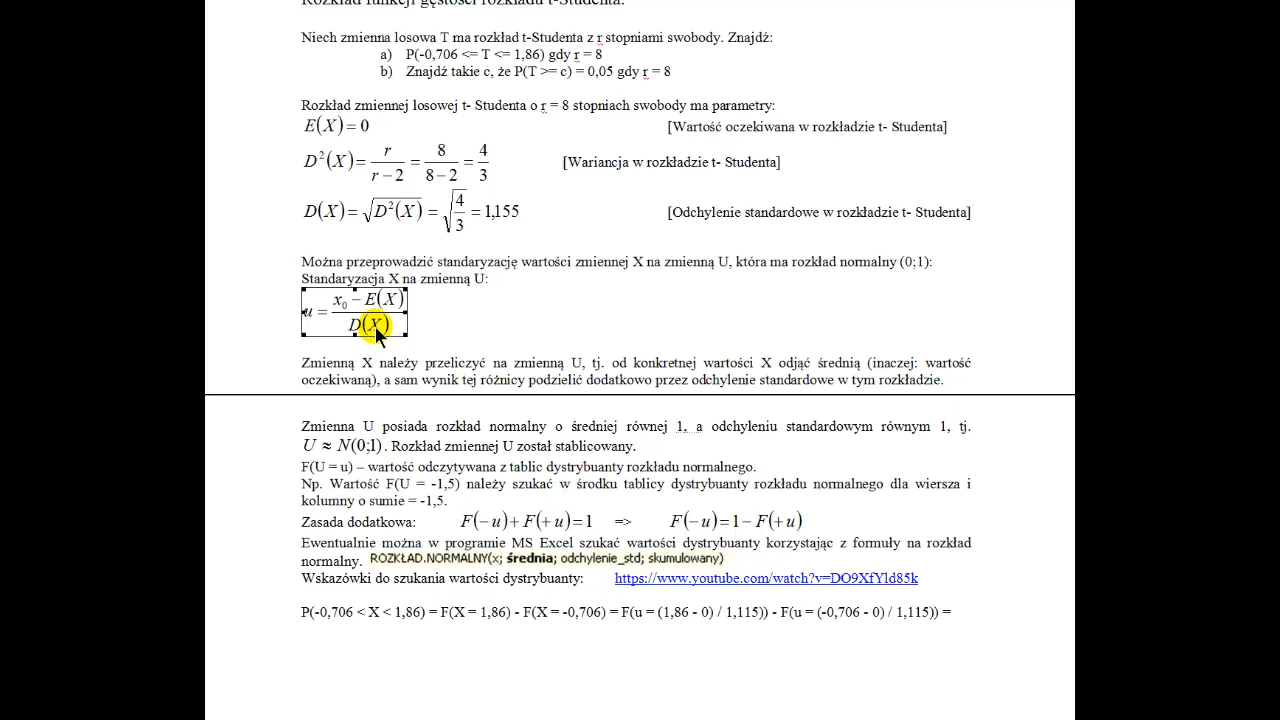 Rozkład funkcji gęstości rozkładu t-Studenta.
Niech zmienna losowa T ma rozkład t-Studenta z r stopniami swobody. Znajdź:
a) P(-0,706 <= T <= 1,86) gdy r = 8
b) Znajdź takie c, że P(T >= c) = 0,05 gdy r = 8
Rozkład zmiennej losowej t- Studenta o r = 8 stopniach swobody ma parametry:
E(X) = 0 [Wartość oczekiwana w rozkładzie t- Studenta]
D²(X) = r / (r − 2) = 8 / (8 − 2) = 4 / 3 [Wariancja w rozkładzie t- Studenta]
D(X) = √D²(X) = √(4 / 3) = 1,155 [Odchylenie standardowe w rozkładzie t- Studenta]
Można przeprowadzić standaryzację wartości zmiennej X na zmienną U, która ma rozkład normalny (0;1):
Standaryzacja X na zmienną U:
u = (x₀ − E(X)) / D(X)
Zmienną X należy przeliczyć na zmienną U, tj. od konkretnej wartości X odjąć średnią (inaczej: wartość
oczekiwaną), a sam wynik tej różnicy podzielić dodatkowo przez odchylenie standardowe w tym rozkładzie.
Zmienna U posiada rozkład normalny o średniej równej 1, a odchyleniu standardowym równym 1, tj.
U ≈ N(0;1). Rozkład zmiennej U został stablicowany.
F(U = u) – wartość odczytywana z tablic dystrybuanty rozkładu normalnego.
Np. Wartość F(U = -1,5) należy szukać w środku tablicy dystrybuanty rozkładu normalnego dla wiersza i
kolumny o sumie = -1,5.
Zasada dodatkowa: F(−u) + F(+u) = 1 => F(−u) = 1 − F(+u)
Ewentualnie można w programie MS Excel szukać wartości dystrybuanty korzystając z formuły na rozkład
normalny. ROZKŁAD.NORMALNY(x; średnia; odchylenie_std; skumulowany)
Wskazówki do szukania wartości dystrybuanty: https://www.youtube.com/watch?v=DO9XfYld85k
P(-0,706 < X < 1,86) = F(X = 1,86) - F(X = -0,706) = F(u = (1,86 - 0) / 1,115)) - F(u = (-0,706 - 0) / 1,115)) =